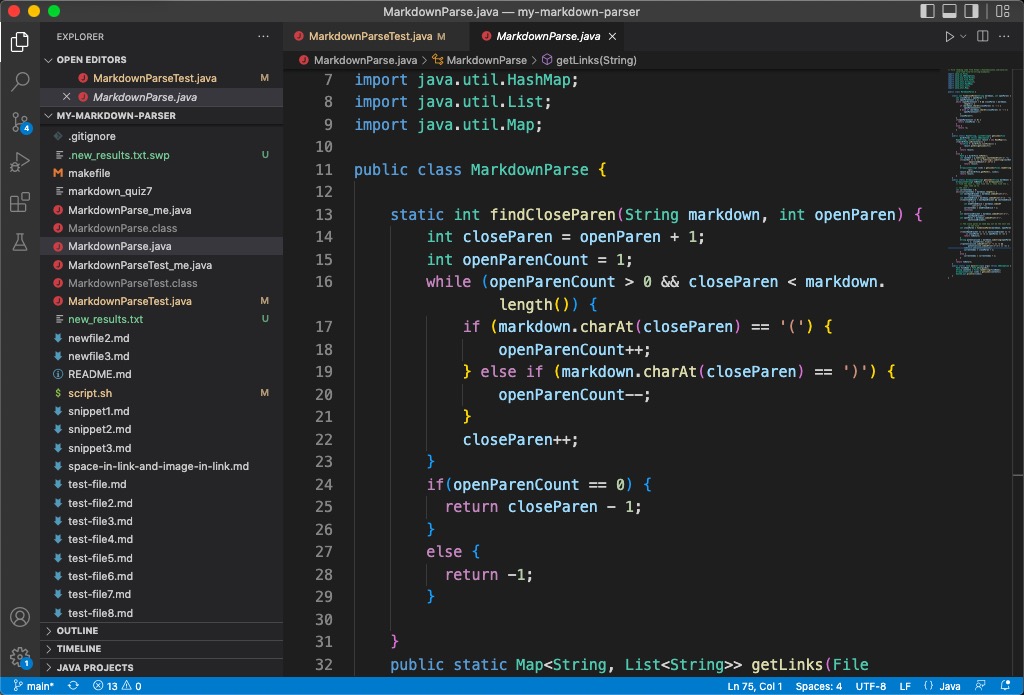 MarkdownParse.java — my-markdown-parser
EXPLORER
OPEN EDITORS
MarkdownParseTest.java M
MarkdownParse.java
MY-MARKDOWN-PARSER
.gitignore
.new_results.txt.swp U
makefile
markdown_quiz7
MarkdownParse_me.java
MarkdownParse.class
MarkdownParse.java
MarkdownParseTest_me.java
MarkdownParseTest.class
MarkdownParseTest.java M
new_results.txt U
newfile2.md
newfile3.md
README.md
script.sh M
snippet1.md
snippet2.md
snippet3.md
space-in-link-and-image-in-link.md
test-file.md
test-file2.md
test-file3.md
test-file4.md
test-file5.md
test-file6.md
test-file7.md
test-file8.md
OUTLINE
TIMELINE
JAVA PROJECTS
4
1
MarkdownParseTest.java M
MarkdownParse.java
MarkdownParse.java > MarkdownParse > getLinks(String)
7 import java.util.HashMap;
8 import java.util.List;
9 import java.util.Map;
10
11 public class MarkdownParse {
12
13 static int findCloseParen(String markdown, int openParen) {
14 int closeParen = openParen + 1;
15 int openParenCount = 1;
16 while (openParenCount > 0 && closeParen < markdown.
length()) {
17 if (markdown.charAt(closeParen) == '(') {
18 openParenCount++;
19 } else if (markdown.charAt(closeParen) == ')') {
20 openParenCount--;
21 }
22 closeParen++;
23 }
24 if(openParenCount == 0) {
25 return closeParen - 1;
26 }
27 else {
28 return -1;
29 }
30
31 }
32 public static Map<String, List<String>> getLinks(File
main* 13 0 Ln 75, Col 1 Spaces: 4 UTF-8 LF {} Java